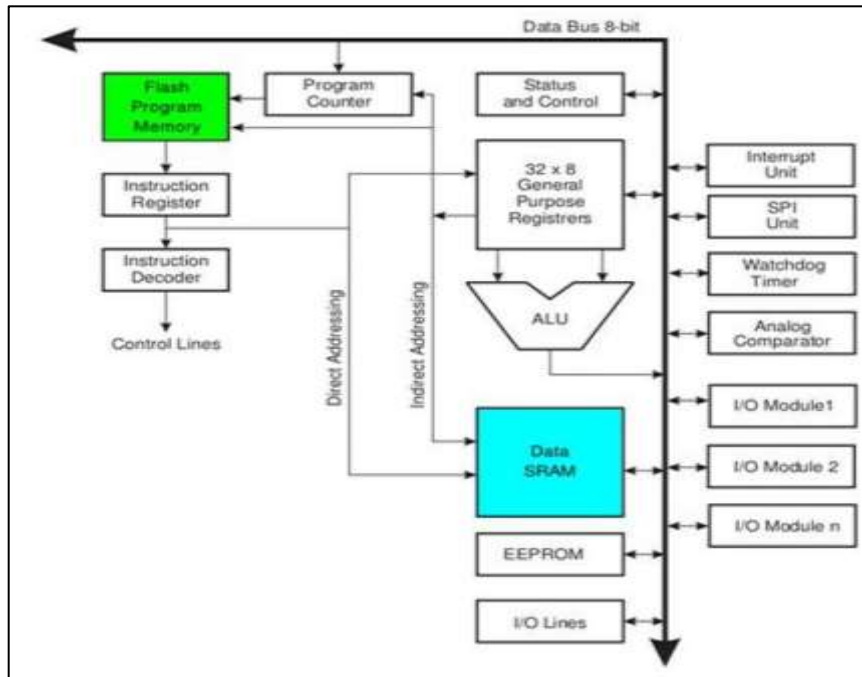 Data Bus 8-bit
Flash
Program
Memory
Program
Counter
Status
and Control
Instruction
Register
32 x 8
General
Purpose
Registrers
Interrupt
Unit
SPI
Unit
Instruction
Decoder
Watchdog
Timer
Control Lines
Direct Addressing
Indirect Addressing
ALU
Analog
Comparator
I/O Module1
Data
SRAM
I/O Module 2
I/O Module n
EEPROM
I/O Lines